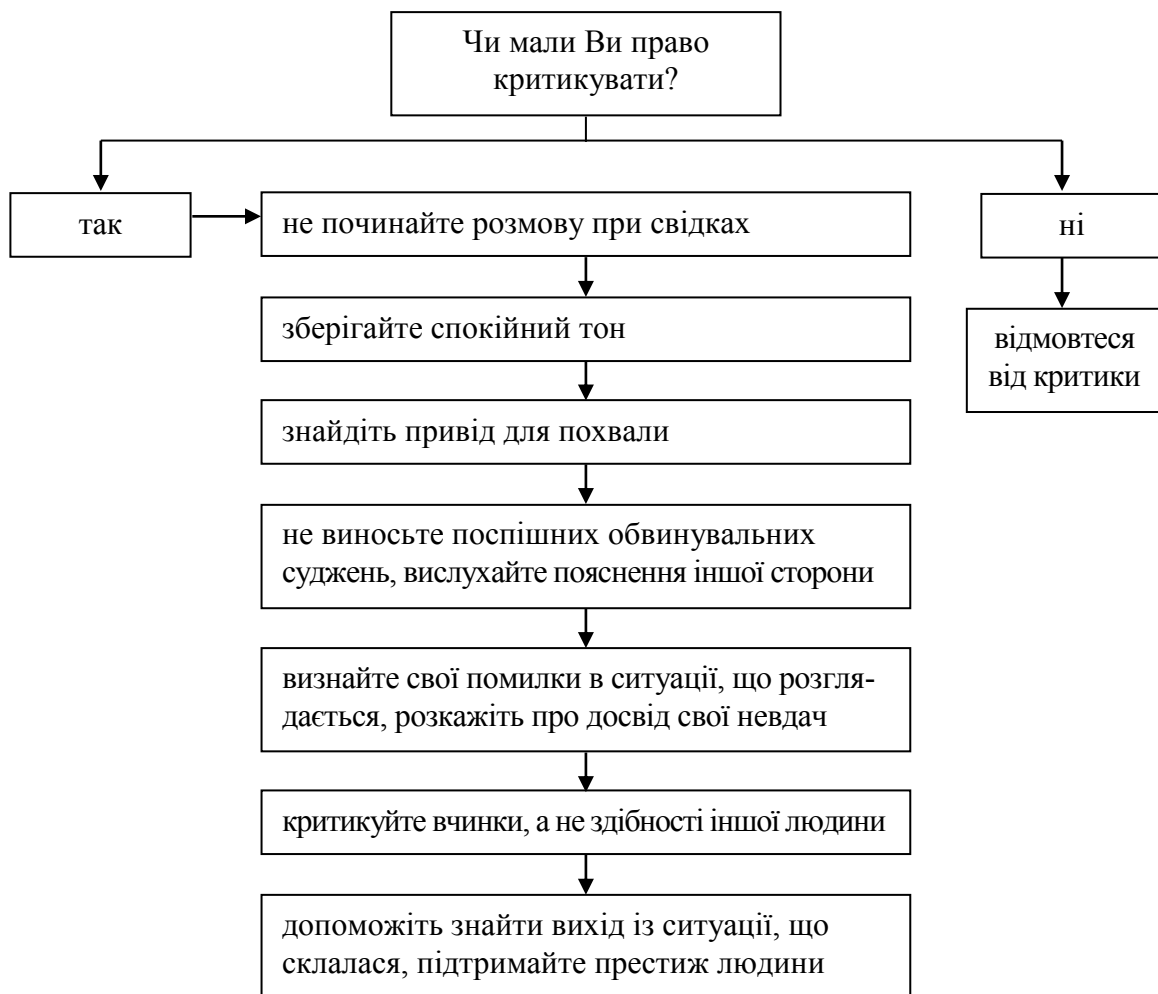 Чи мали Ви право
критикувати?
так
не починайте розмову при свідках
ні
зберігайте спокійний тон
відмовтеся
від критики
знайдіть привід для похвали
не виносьте поспішних обвинувальних
суджень, вислухайте пояснення іншої сторони
визнайте свої помилки в ситуації, що розгля-
дається, розкажіть про досвід свої невдач
критикуйте вчинки, а не здібності іншої людини
допоможіть знайти вихід із ситуації, що
склалася, підтримайте престиж людини